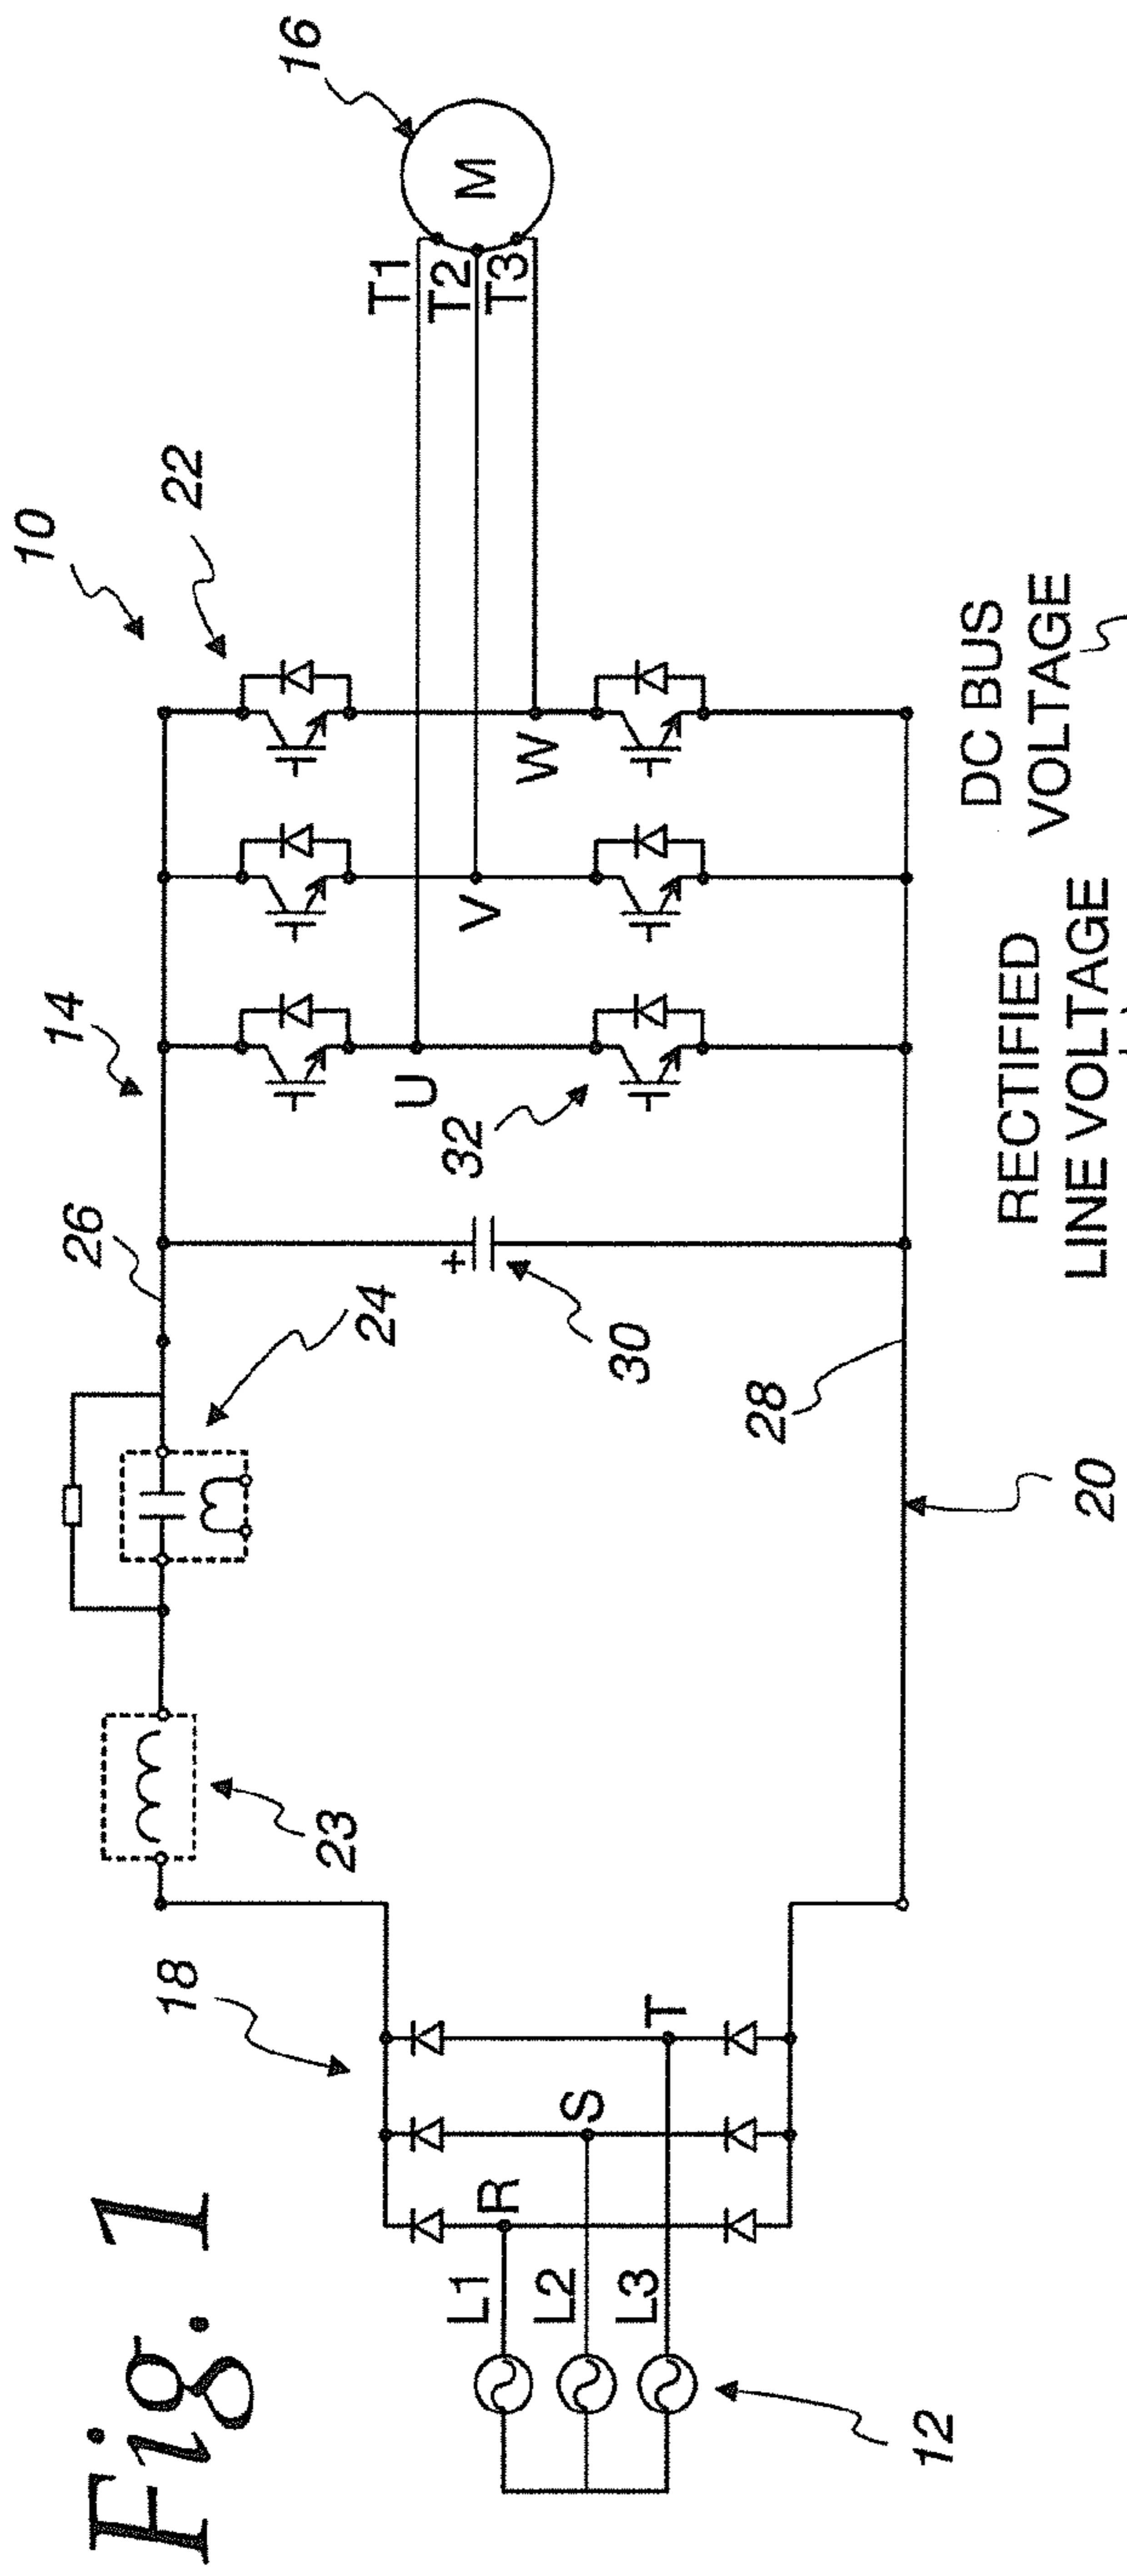 Fig. 1
10
22
14
26
24
16
T1
T2
T3
23
18
U
V
W
32
30
28
20
L1
L2
L3
R
S
T
12
RECTIFIED
LINE VOLTAGE
DC BUS
VOLTAGE
M
+